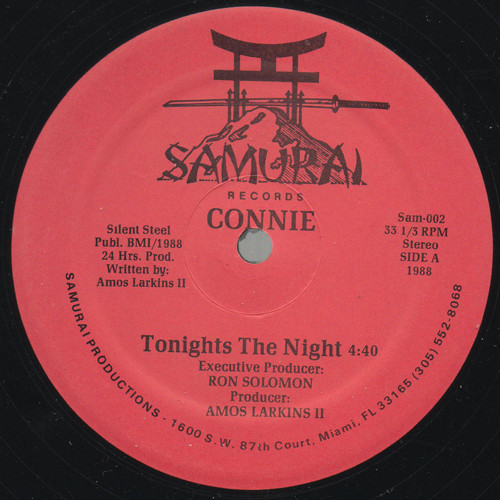 SAMURAI
RECORDS
CONNIE
Silent Steel
Publ. BMI/1988
24 Hrs. Prod.
Written by:
Amos Larkins II
Sam-002
33 1/3 RPM
Stereo
SIDE A
1988
Tonights The Night 4:40
Executive Producer:
RON SOLOMON
Producer:
AMOS LARKINS II
SAMURAI PRODUCTIONS - 1600 S.W. 87th Court, Miami, FL 33165 (305) 552-8068